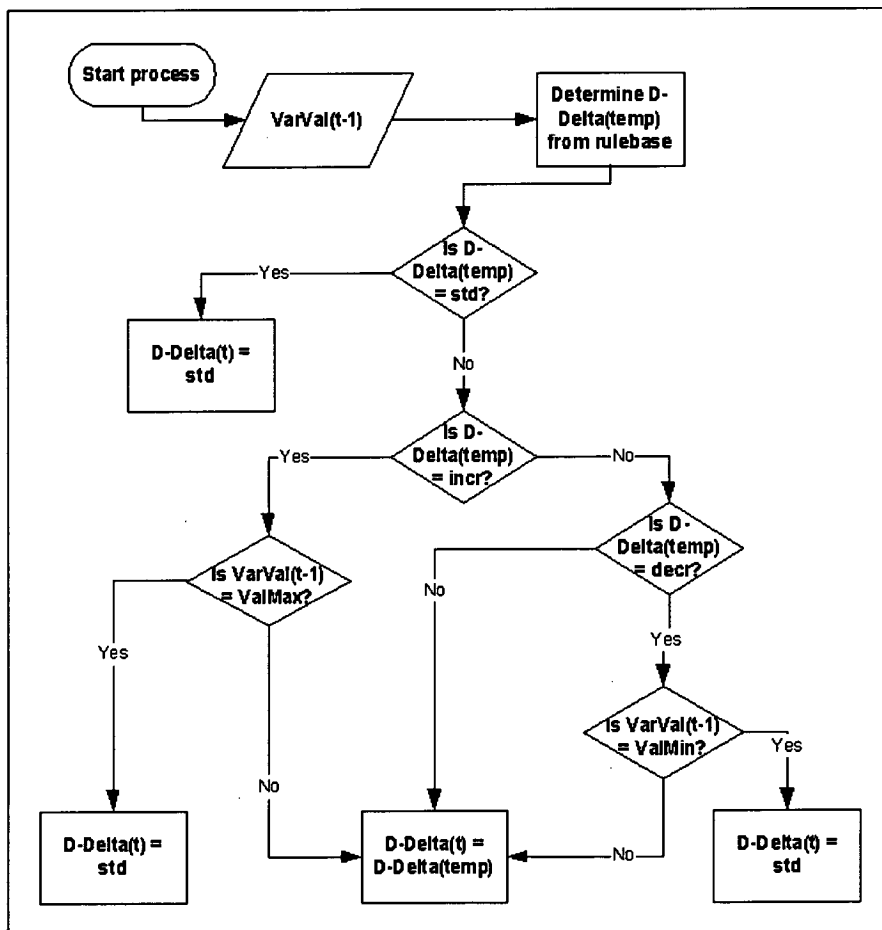 Start process
VarVal(t-1)
Determine D-
Delta(temp)
from rulebase
Is D-
Delta(temp)
= std?
Yes
D-Delta(t) =
std
No
Is D-
Delta(temp)
= incr?
Yes
No
Is D-
Delta(temp)
= decr?
Is VarVal(t-1)
= ValMax?
No
Yes
Yes
Is VarVal(t-1)
= ValMin?
Yes
No
No
D-Delta(t) =
std
D-Delta(t) =
D-Delta(temp)
D-Delta(t) =
std